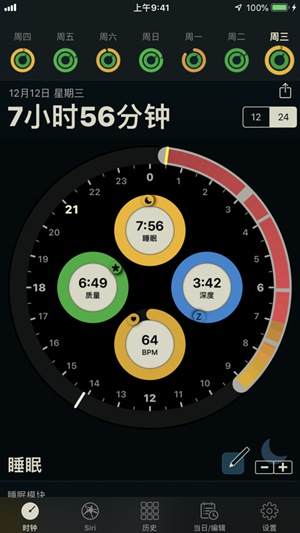 上午9:41
100%
周四 周五 周六 周日 周一 周二 周三
12月12日 星期三
7小时56分钟
12 24
0
23 1
22 2
21 3
20 4
19 5
18 6
17 7
16 8
15 9
14 10
13 11
12
7:56
睡眠
6:49
质量
3:42
深度
Z
64
BPM
睡眠
睡眠模块
时钟 Siri 历史 当日/编辑 设置